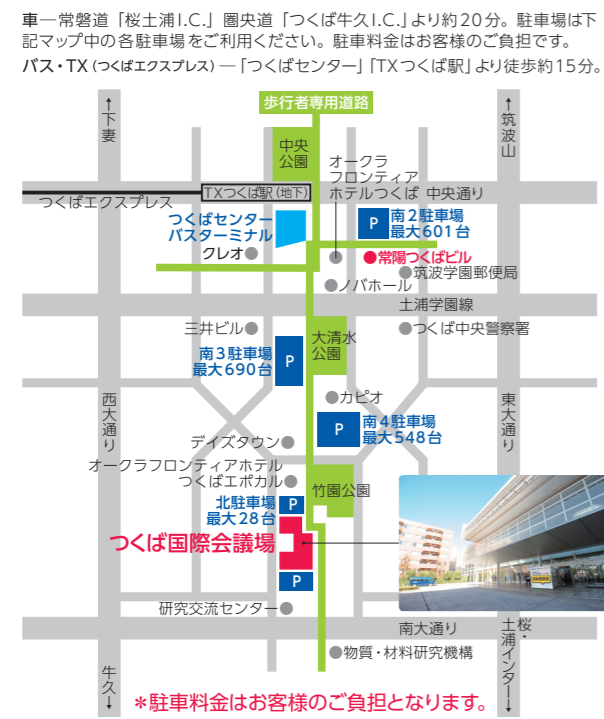 車―常磐道「桜土浦I.C.」圏央道「つくば牛久I.C.」より約20分。駐車場は下
記マップ中の各駐車場をご利用ください。駐車料金はお客様のご負担です。
バス・TX(つくばエクスプレス)―「つくばセンター」「TXつくば駅」より徒歩約15分。
歩行者専用道路
↑下妻
↑筑波山
中央
公園
オークラ
フロンティア
ホテルつくば
中央通り
TXつくば駅(地下)
つくばエクスプレス
つくばセンター
バスターミナル
P
南2駐車場
最大601台
クレオ
常陽つくばビル
筑波学園郵便局
ノバホール
土浦学園線
三井ビル
大清水
公園
つくば中央警察署
南3駐車場
最大690台
P
西大通り
東大通り
カピオ
P
南4駐車場
最大548台
デイズタウン
オークラフロンティアホテル
つくばエポカル
竹園公園
北駐車場
最大28台
P
つくば国際会議場
P
研究交流センター
南大通り
物質・材料研究機構
牛久↓
桜・
土浦インター↓
*駐車料金はお客様のご負担となります。